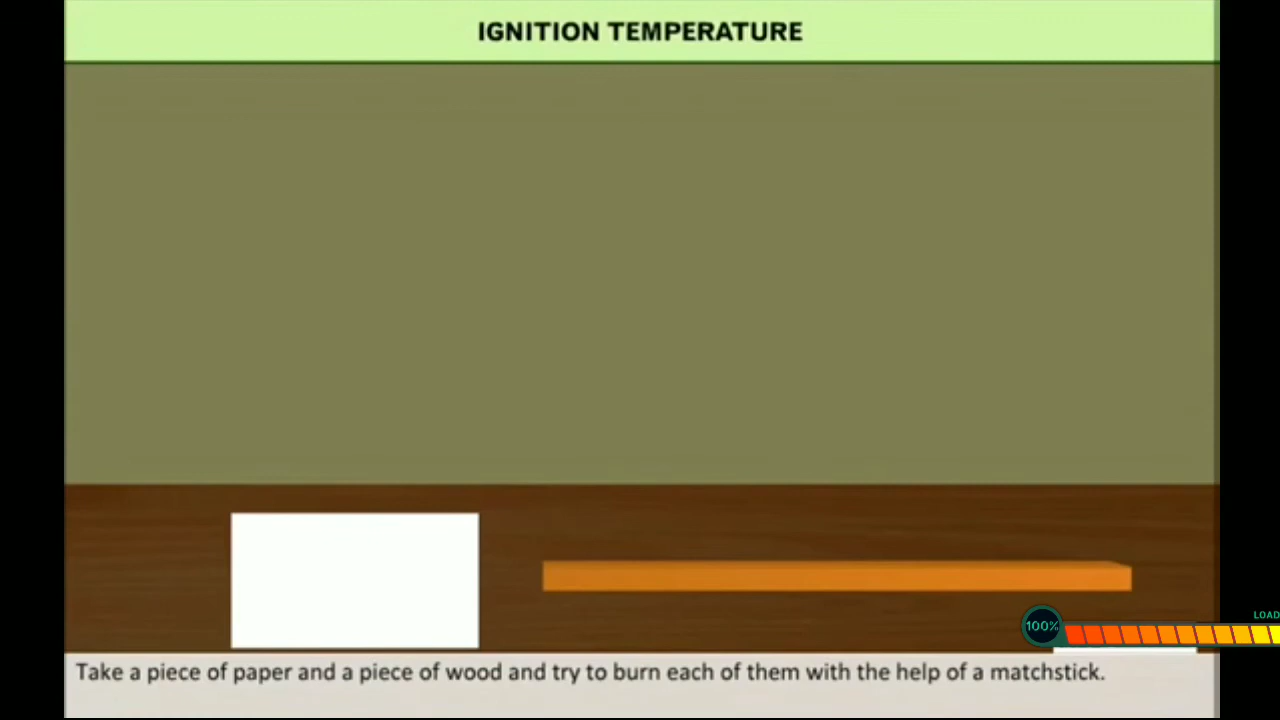 IGNITION TEMPERATURE
100%
LOAD
Take a piece of paper and a piece of wood and try to burn each of them with the help of a matchstick.